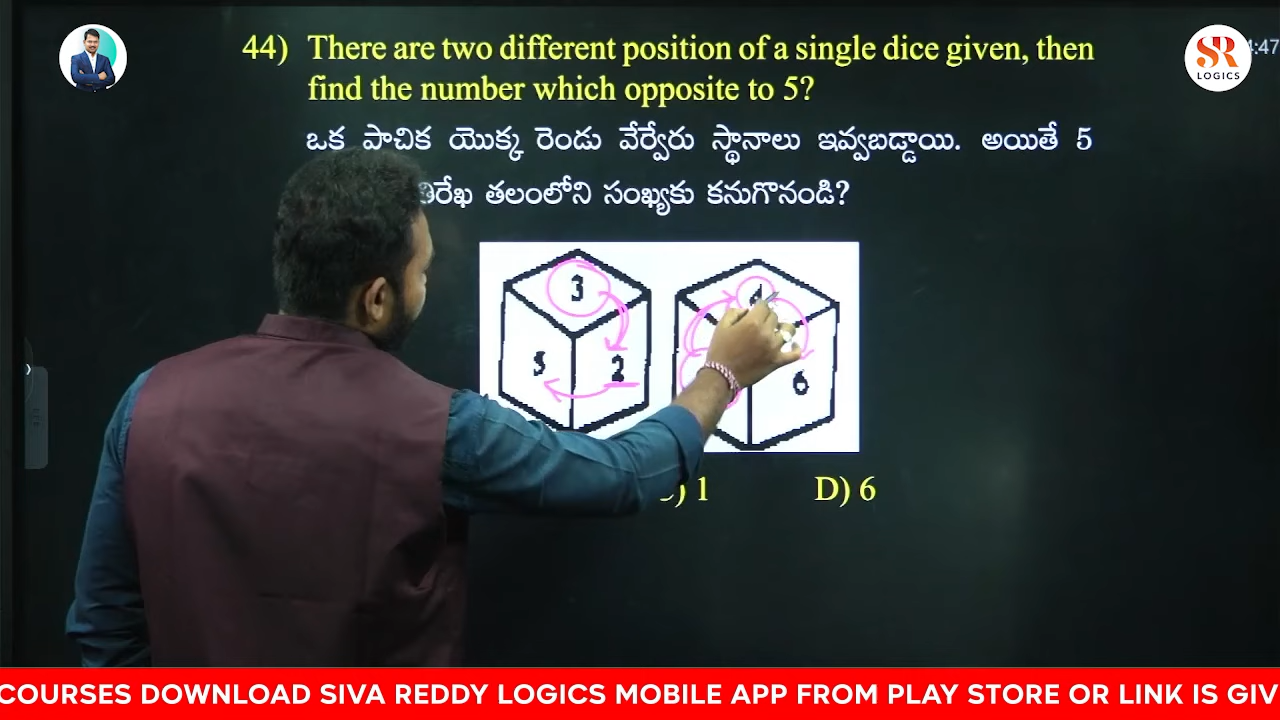 SR
LOGICS
:47
44) There are two different position of a single dice given, then
find the number which opposite to 5?
ఒక పాచిక యొక్క రెండు వేర్వేరు స్థానాలు ఇవ్వబడ్డాయి. అయితే 5
తలంలోని సంఖ్యకు కనుగొనండి?
3
5 2
6
1 D) 6
COURSES DOWNLOAD SIVA REDDY LOGICS MOBILE APP FROM PLAY STORE OR LINK IS GIV